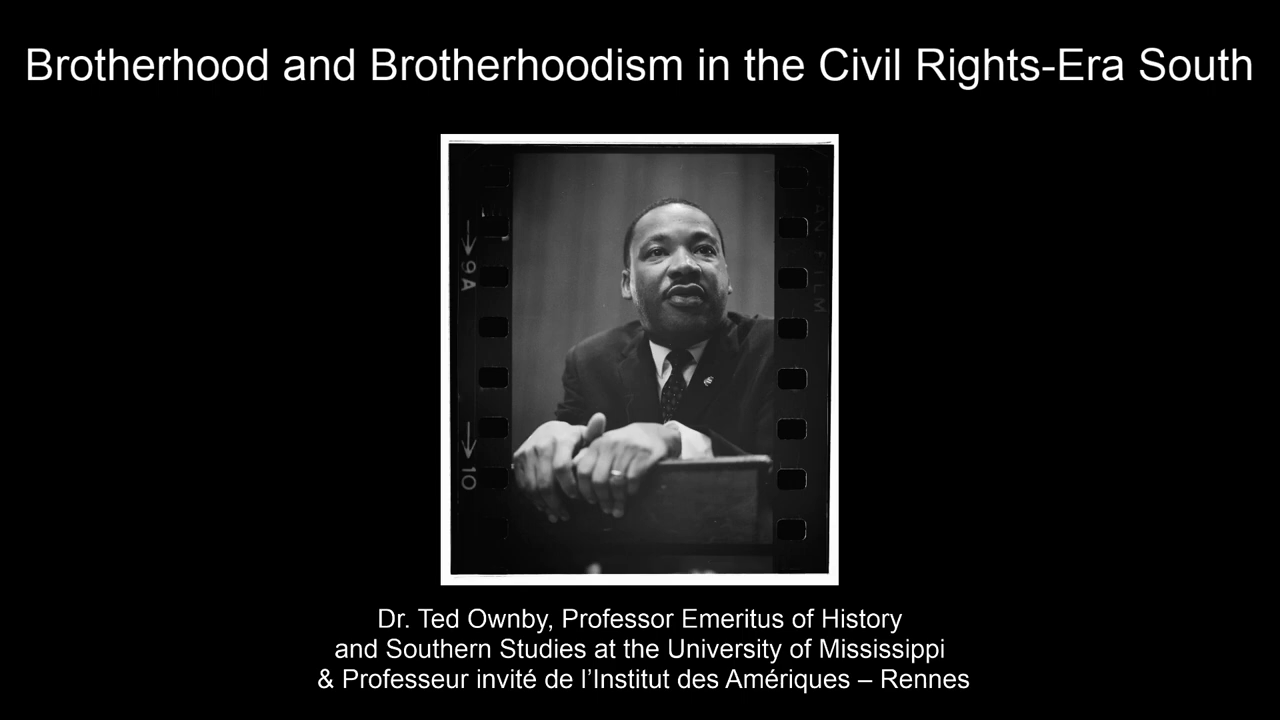 Brotherhood and Brotherhoodism in the Civil Rights-Era South
→ 9A
→ 10
Dr. Ted Ownby, Professor Emeritus of History
and Southern Studies at the University of Mississippi
& Professeur invité de l’Institut des Amériques – Rennes